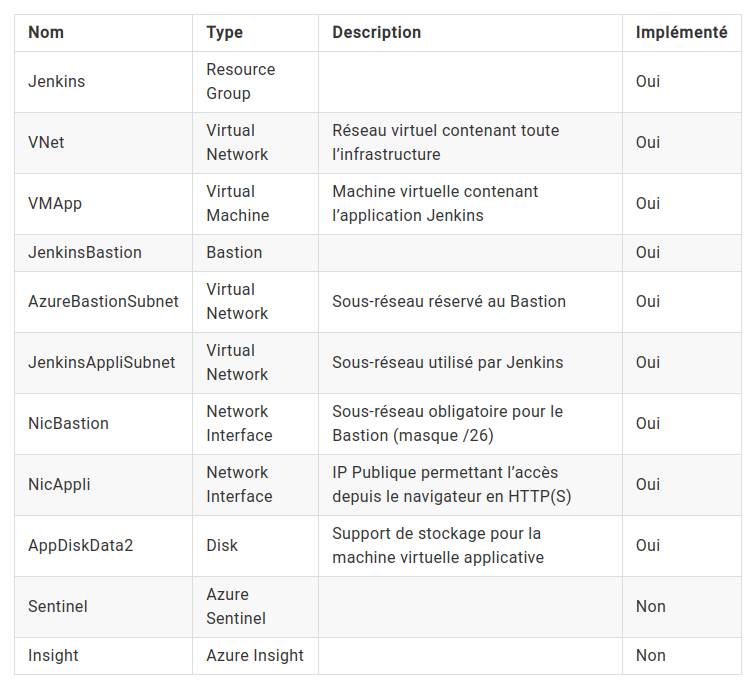 Nom Type Description Implémenté
Jenkins Resource Group Oui
VNet Virtual Network Réseau virtuel contenant toute l’infrastructure Oui
VMApp Virtual Machine Machine virtuelle contenant l’application Jenkins Oui
JenkinsBastion Bastion Oui
AzureBastionSubnet Virtual Network Sous-réseau réservé au Bastion Oui
JenkinsAppliSubnet Virtual Network Sous-réseau utilisé par Jenkins Oui
NicBastion Network Interface Sous-réseau obligatoire pour le Bastion (masque /26) Oui
NicAppli Network Interface IP Publique permettant l’accès depuis le navigateur en HTTP(S) Oui
AppDiskData2 Disk Support de stockage pour la machine virtuelle applicative Oui
Sentinel Azure Sentinel Non
Insight Azure Insight Non